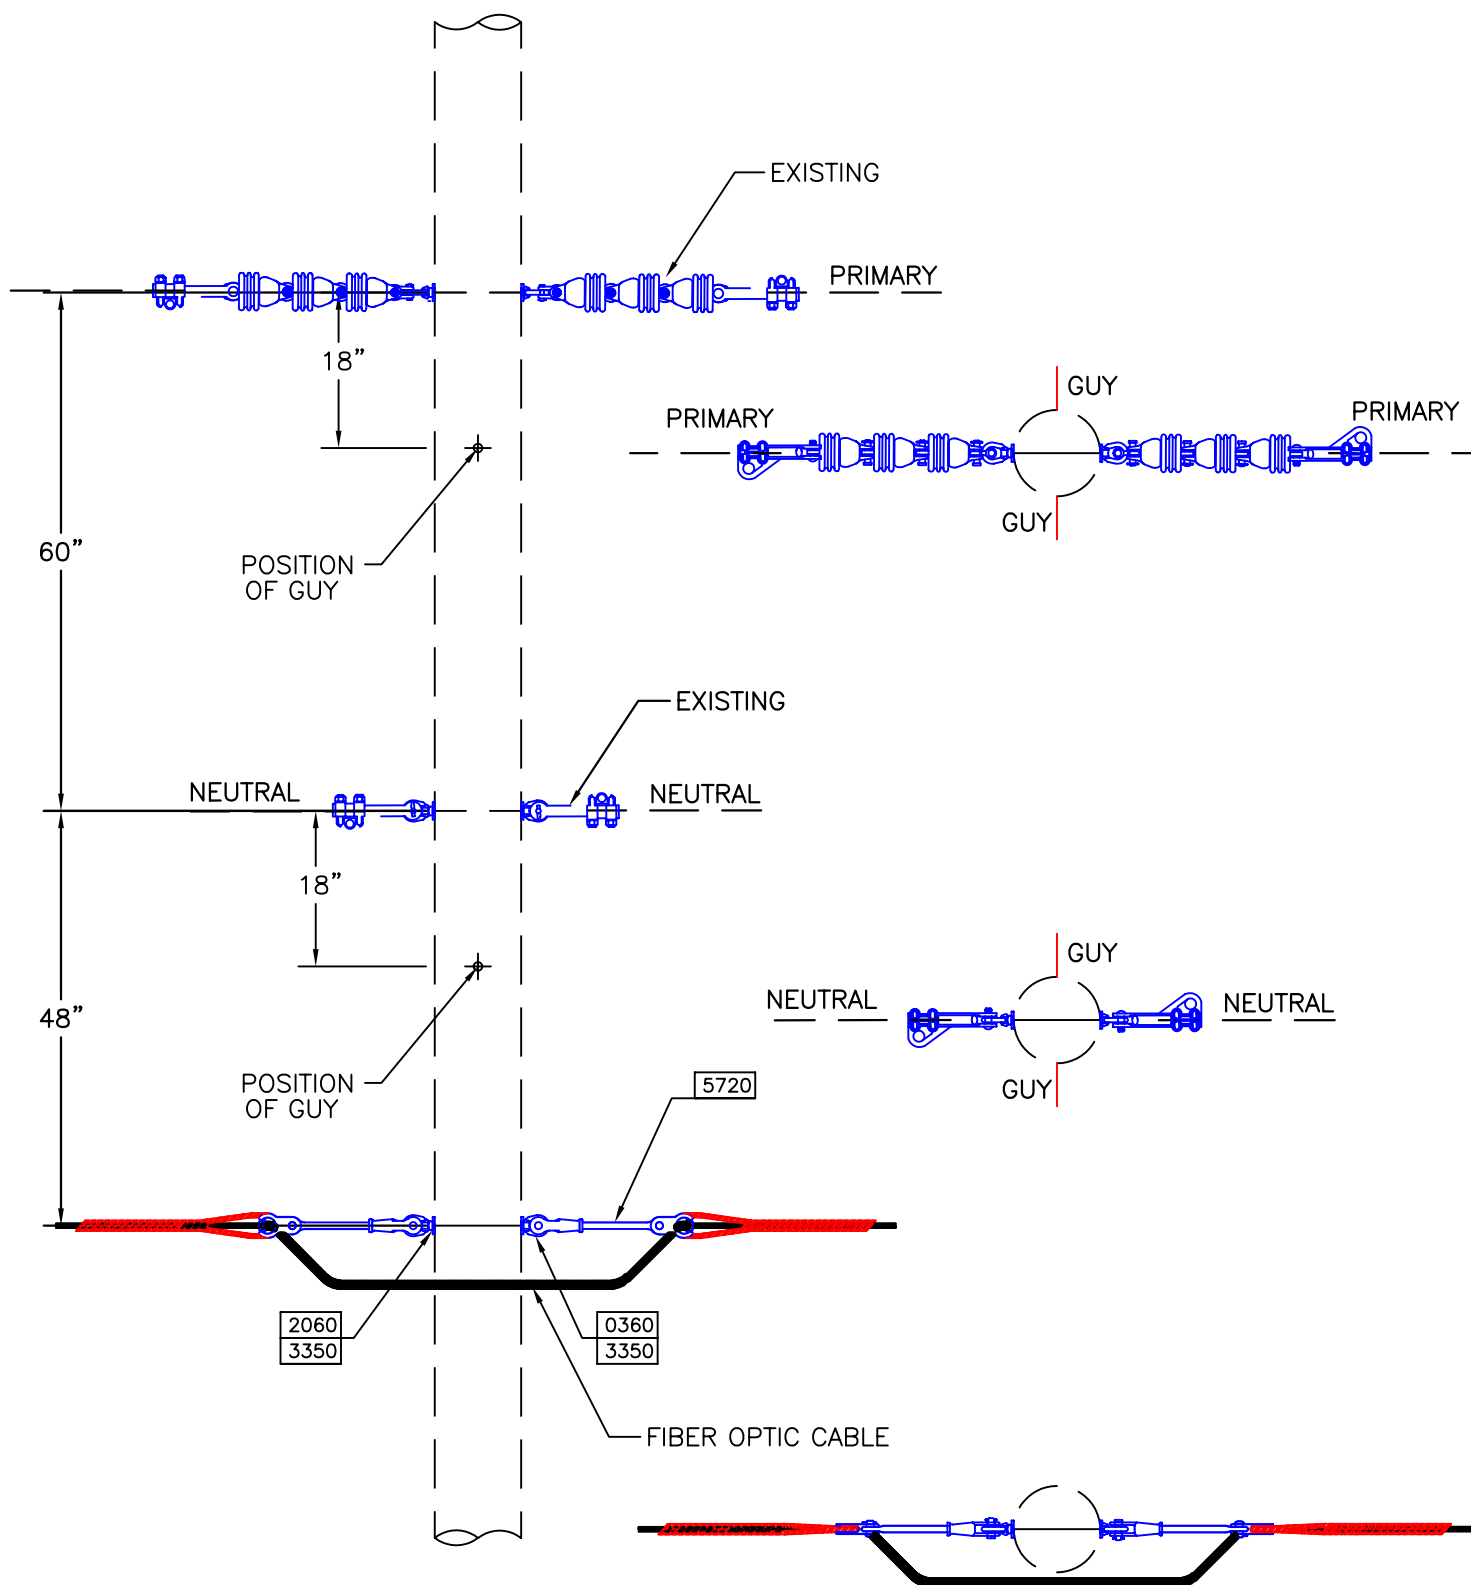 EXISTING
PRIMARY
18"
GUY
PRIMARY
PRIMARY
GUY
60"
POSITION
OF GUY
EXISTING
NEUTRAL
NEUTRAL
18"
GUY
NEUTRAL
NEUTRAL
48"
POSITION
OF GUY
5720
GUY
2060
3350
0360
3350
FIBER OPTIC CABLE